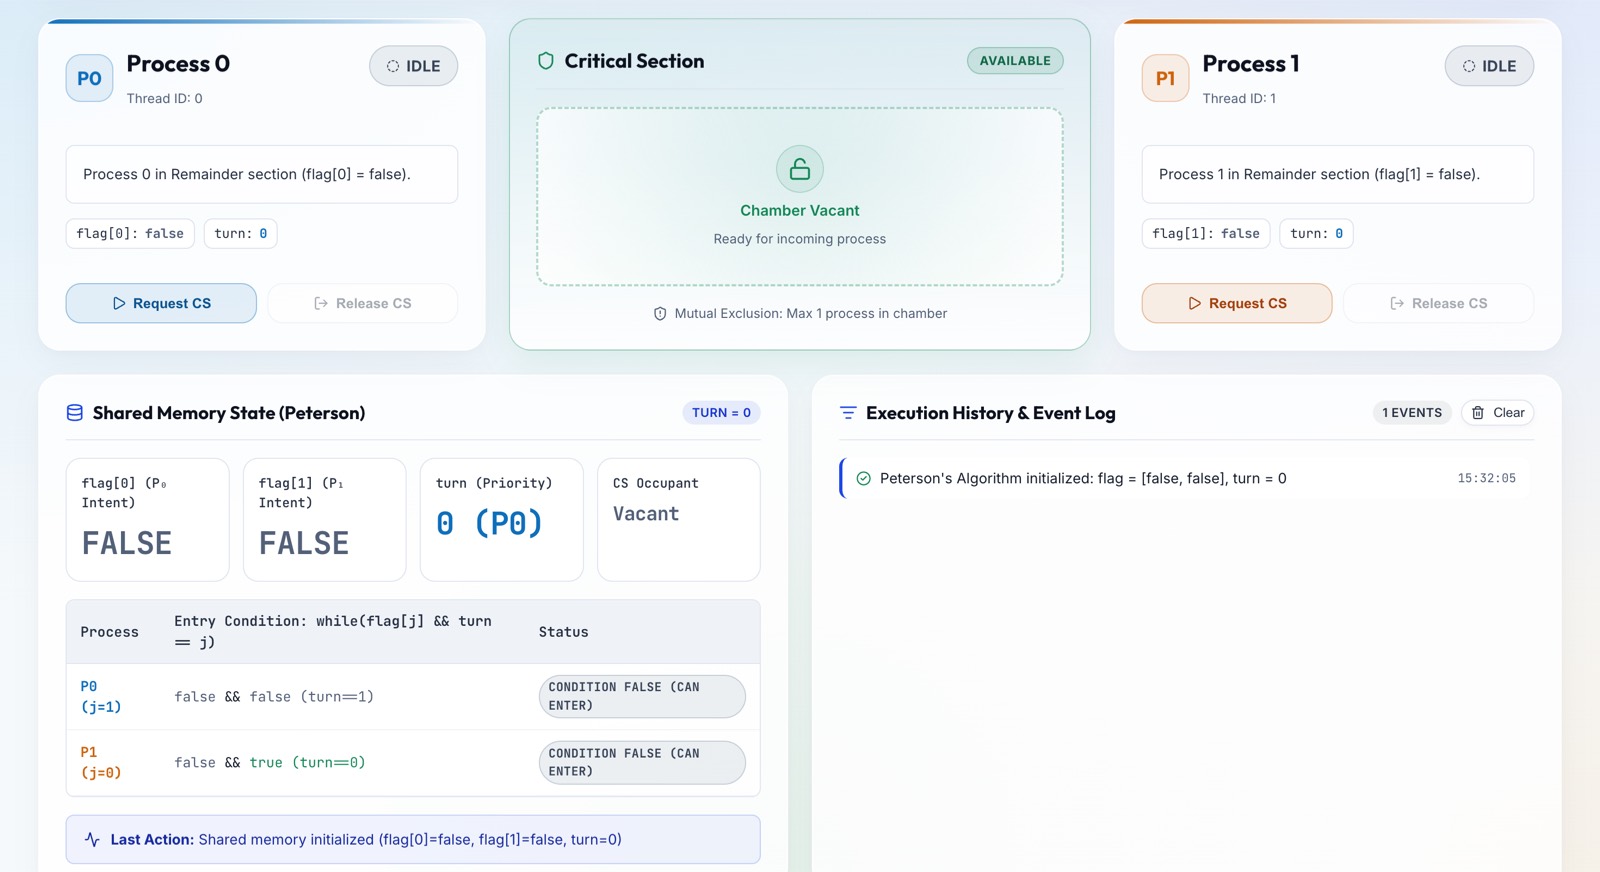 P0
Process 0
Thread ID: 0
IDLE
Process 0 in Remainder section (flag[0] = false).
flag[0]: false
turn: 0
Request CS
Release CS
Critical Section
AVAILABLE
Chamber Vacant
Ready for incoming process
Mutual Exclusion: Max 1 process in chamber
P1
Process 1
Thread ID: 1
IDLE
Process 1 in Remainder section (flag[1] = false).
flag[1]: false
turn: 0
Request CS
Release CS
Shared Memory State (Peterson)
TURN = 0
flag[0] (P₀
Intent)
FALSE
flag[1] (P₁
Intent)
FALSE
turn (Priority)
0 (P0)
CS Occupant
Vacant
Process
Entry Condition: while(flag[j] && turn
== j)
Status
P0
(j=1)
false && false (turn==1)
CONDITION FALSE (CAN
ENTER)
P1
(j=0)
false && true (turn==0)
CONDITION FALSE (CAN
ENTER)
Last Action: Shared memory initialized (flag[0]=false, flag[1]=false, turn=0)
Execution History & Event Log
1 EVENTS
Clear
Peterson's Algorithm initialized: flag = [false, false], turn = 0
15:32:05